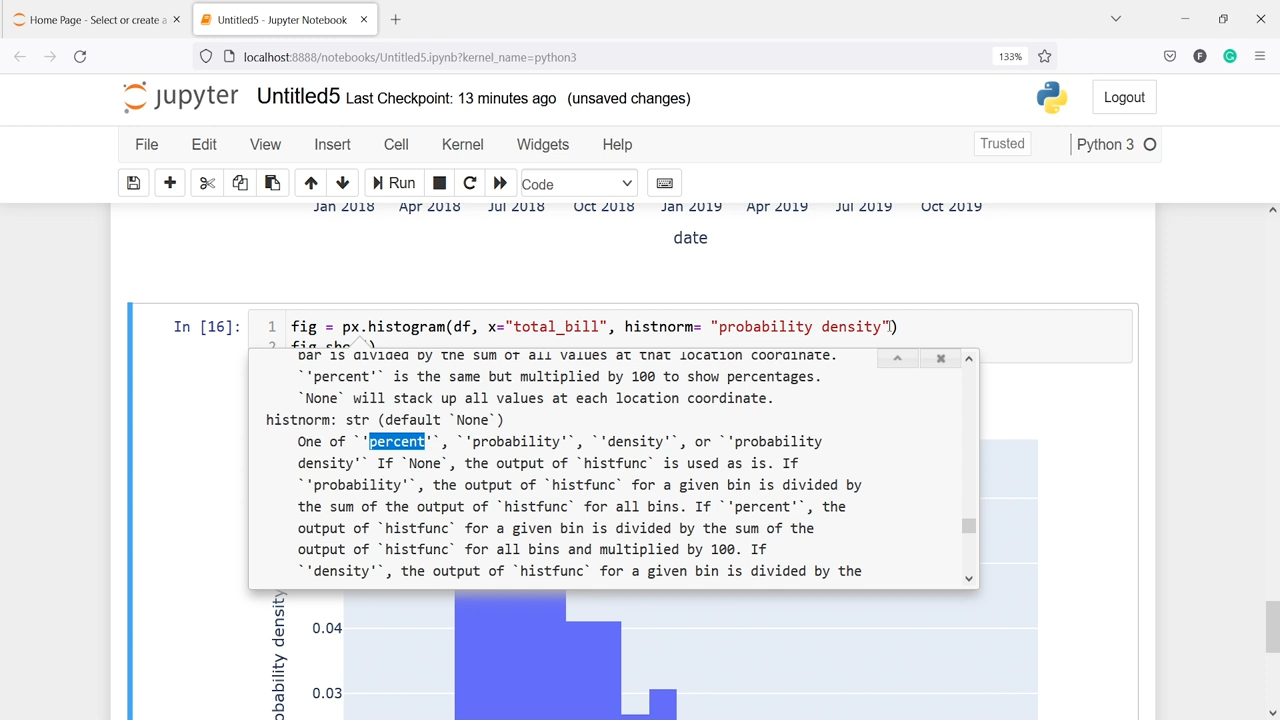 Home Page - Select or create a
Untitled5 - Jupyter Notebook
localhost:8888/notebooks/Untitled5.ipynb?kernel_name=python3
133%
jupyter Untitled5 Last Checkpoint: 13 minutes ago (unsaved changes)
Logout
File Edit View Insert Cell Kernel Widgets Help
Trusted
Python 3
Run
Code
Jan 2018 Apr 2018 Jul 2018 Oct 2018 Jan 2019 Apr 2019 Jul 2019 Oct 2019
date
In [16]:
1 fig = px.histogram(df, x="total_bill", histnorm= "probability density")
2 fig.sho )
bar is divided by the sum of all values at that location coordinate.
`'percent'` is the same but multiplied by 100 to show percentages.
`None` will stack up all values at each location coordinate.
histnorm: str (default `None`)
One of `'percent'`, `'probability'`, `'density'`, or `'probability
density'` If `None`, the output of `histfunc` is used as is. If
`'probability'`, the output of `histfunc` for a given bin is divided by
the sum of the output of `histfunc` for all bins. If `'percent'`, the
output of `histfunc` for a given bin is divided by the sum of the
output of `histfunc` for all bins and multiplied by 100. If
`'density'`, the output of `histfunc` for a given bin is divided by the
obability density
0.04
0.03